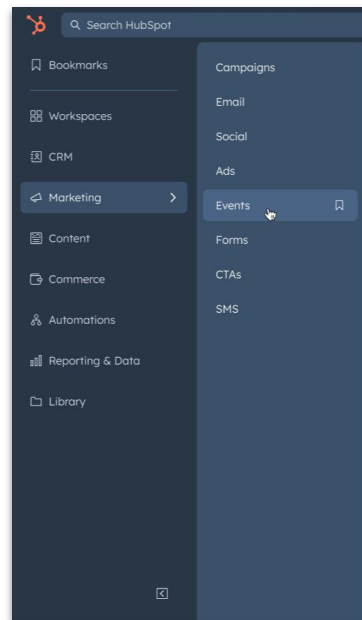 Search HubSpot
Bookmarks
Workspaces
CRM
Marketing
Content
Commerce
Automations
Reporting & Data
Library
Campaigns
Email
Social
Ads
Events
Forms
CTAs
SMS